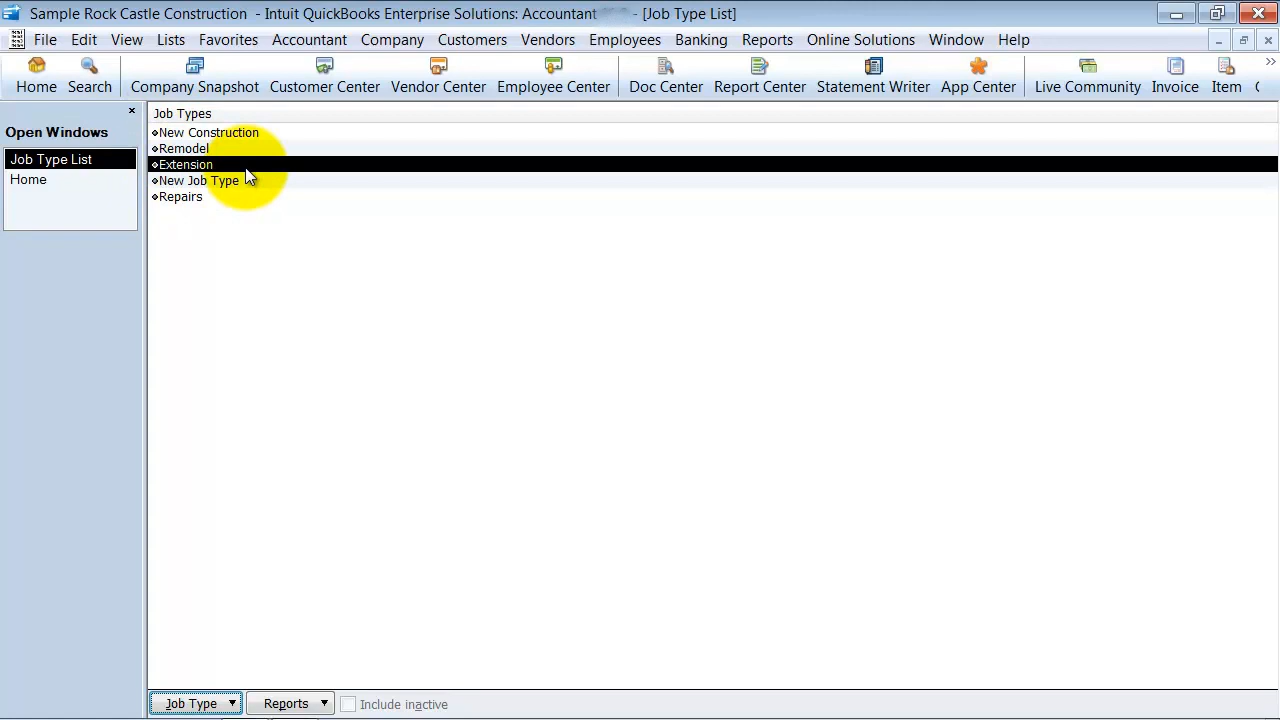 Sample Rock Castle Construction - Intuit QuickBooks Enterprise Solutions: Accountant - [Job Type List]
File Edit View Lists Favorites Accountant Company Customers Vendors Employees Banking Reports Online Solutions Window Help
Home Search Company Snapshot Customer Center Vendor Center Employee Center Doc Center Report Center Statement Writer App Center Live Community Invoice Item
Open Windows
Job Type List
Home
Job Types
New Construction
Remodel
Extension
New Job Type
Repairs
Job Type Reports Include inactive